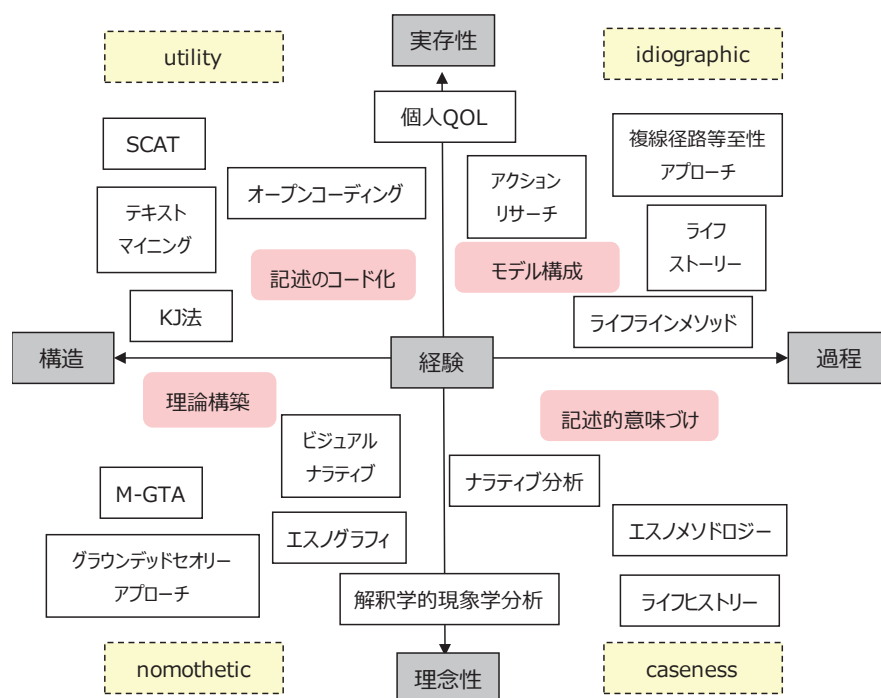 実存性
utility
idiographic
個人QOL
SCAT
複線径路等至性
アプローチ
オープンコーディング
アクション
リサーチ
テキスト
マイニング
ライフ
ストーリー
記述のコード化
モデル構成
KJ法
ライフラインメソッド
構造
経験
過程
理論構築
記述的意味づけ
ビジュアル
ナラティブ
ナラティブ分析
M-GTA
エスノグラフィ
エスノメソドロジー
グラウンデッドセオリー
アプローチ
解釈学的現象学分析
ライフヒストリー
nomothetic
理念性
caseness